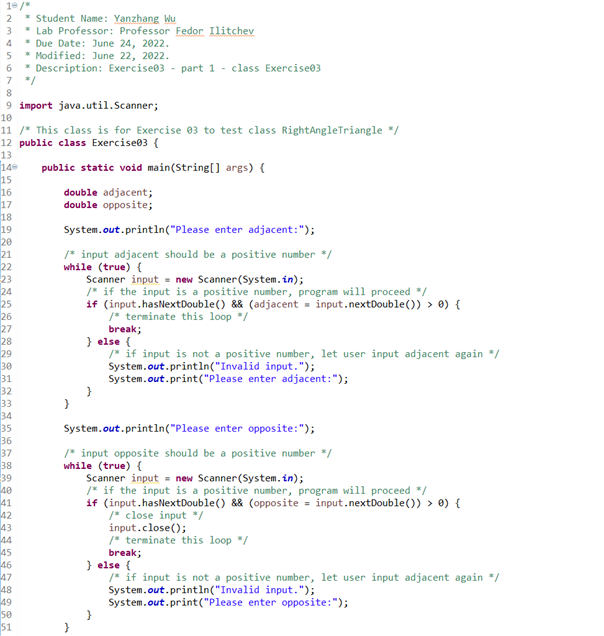 1 /*
2  * Student Name: Yanzhang Wu
3  * Lab Professor: Professor Fedor Ilitchev
4  * Due Date: June 24, 2022.
5  * Modified: June 22, 2022.
6  * Description: Exercise03 - part 1 - class Exercise03
7  */
8
9 import java.util.Scanner;
10
11 /* This class is for Exercise 03 to test class RightAngleTriangle */
12 public class Exercise03 {
13
14     public static void main(String[] args) {
15
16         double adjacent;
17         double opposite;
18
19         System.out.println("Please enter adjacent:");
20
21         /* input adjacent should be a positive number */
22         while (true) {
23             Scanner input = new Scanner(System.in);
24             /* if the input is a positive number, program will proceed */
25             if (input.hasNextDouble() && (adjacent = input.nextDouble()) > 0) {
26                 /* terminate this loop */
27                 break;
28             } else {
29                 /* if input is not a positive number, let user input adjacent again */
30                 System.out.println("Invalid input.");
31                 System.out.print("Please enter adjacent:");
32             }
33         }
34
35         System.out.println("Please enter opposite:");
36
37         /* input opposite should be a positive number */
38         while (true) {
39             Scanner input = new Scanner(System.in);
40             /* if the input is a positive number, program will proceed */
41             if (input.hasNextDouble() && (opposite = input.nextDouble()) > 0) {
42                 /* close input */
43                 input.close();
44                 /* terminate this loop */
45                 break;
46             } else {
47                 /* if input is not a positive number, let user input adjacent again */
48                 System.out.println("Invalid input.");
49                 System.out.print("Please enter opposite:");
50             }
51         }